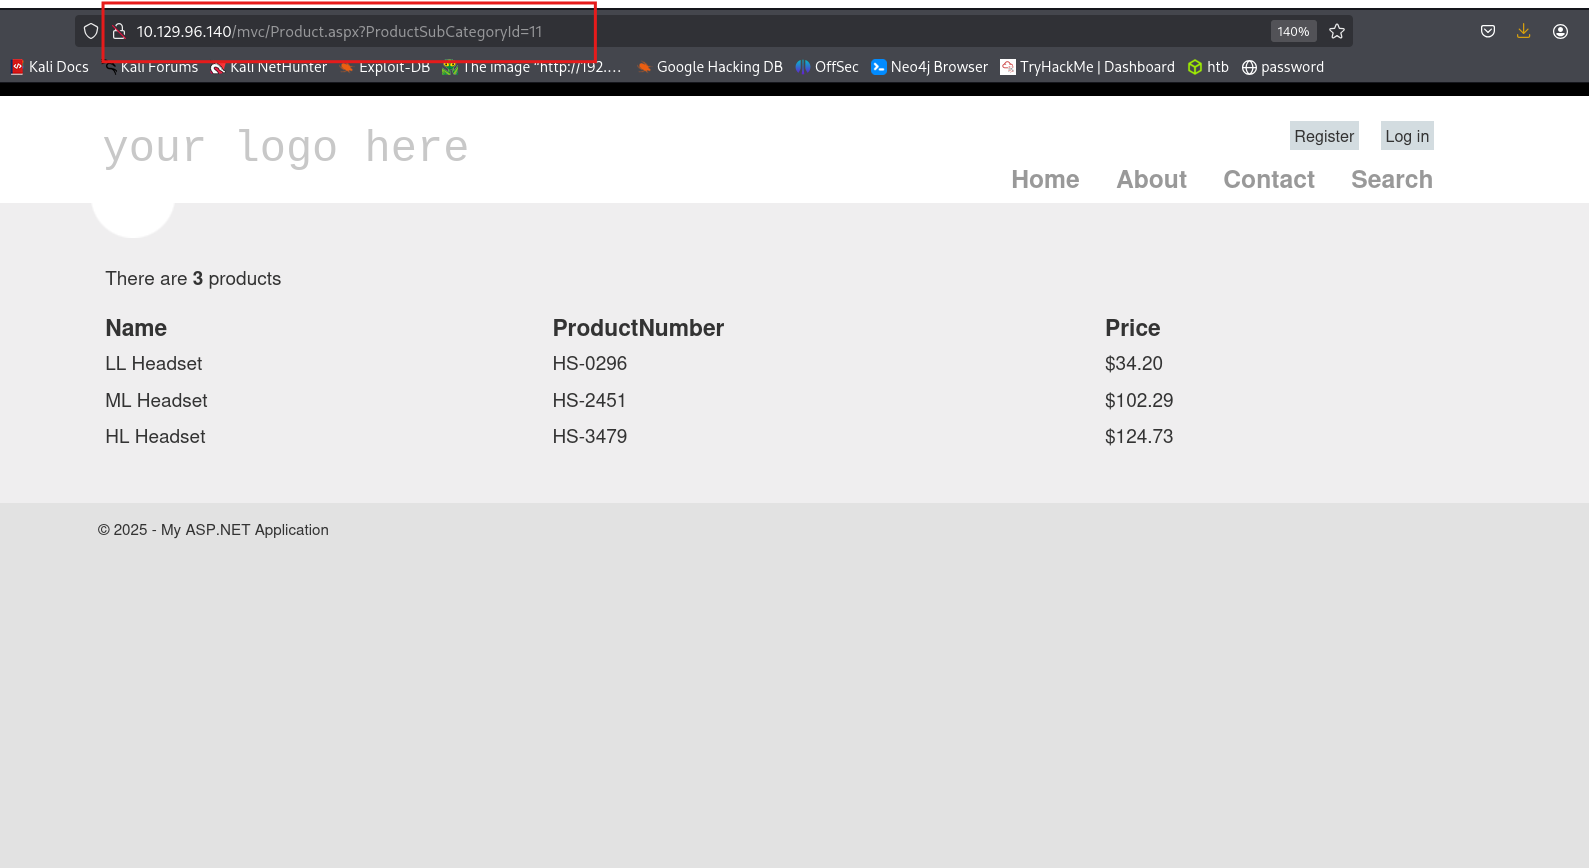 10.129.96.140/mvc/Product.aspx?ProductSubCategoryId=11 140%
Kali Docs Kali Forums Kali NetHunter Exploit-DB The image "http://192.... Google Hacking DB OffSec Neo4j Browser TryHackMe | Dashboard htb password
your logo here
Register Log in
Home About Contact Search
There are 3 products
Name ProductNumber Price
LL Headset HS-0296 $34.20
ML Headset HS-2451 $102.29
HL Headset HS-3479 $124.73
© 2025 - My ASP.NET Application